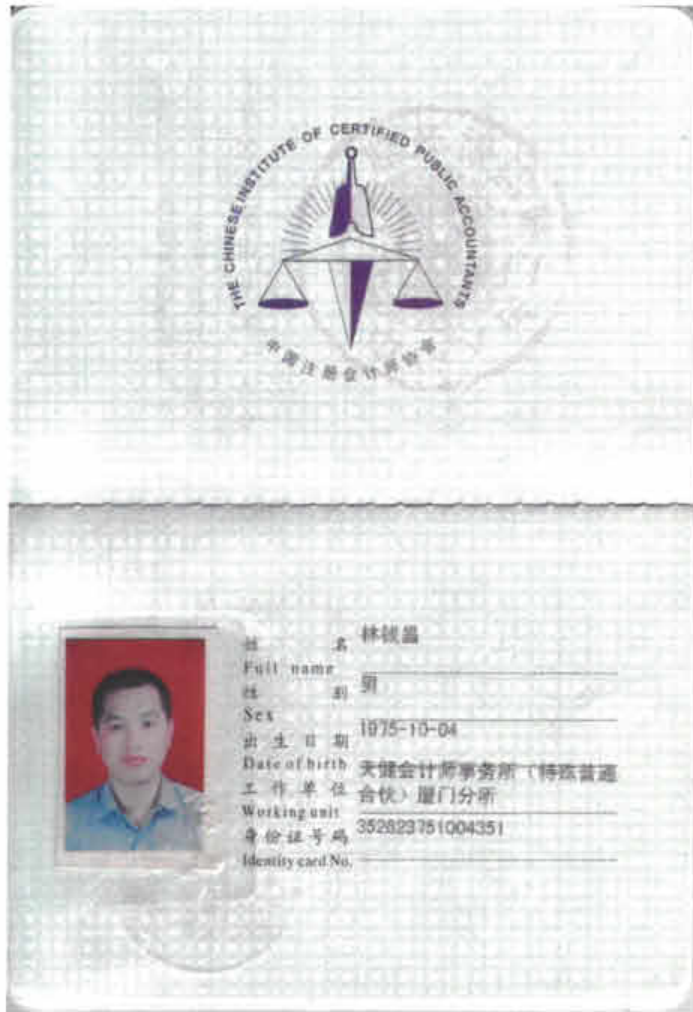 THE CHINESE INSTITUTE OF CERTIFIED PUBLIC ACCOUNTANTS
中国注册会计师协会
姓 名
Full name
性 别 男
Sex
出生日期 1975-10-04
Date of birth
工作单位 天健会计师事务所（特殊普通
合伙）厦门分所
Working unit
身份证号码 352623751004351
Identity card No.